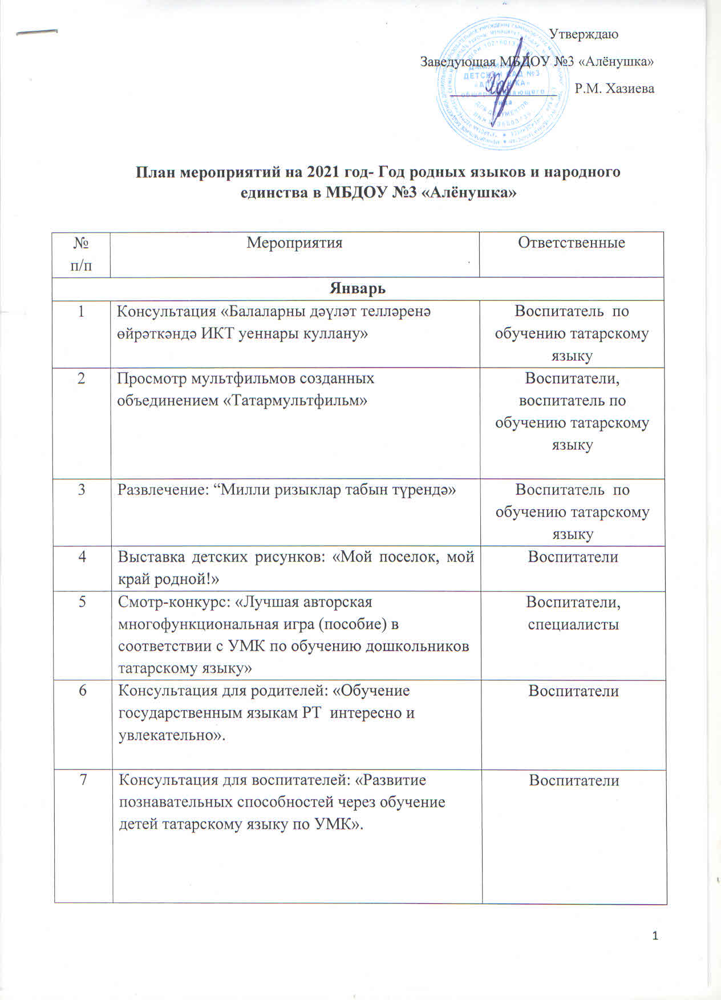 Утверждаю
Заведующая МБДОУ №3 «Алёнушка»
Р.М. Хазиева
ДЕТСКИЙ САД №3
«АЛЁНУШКА»
План мероприятий на 2021 год- Год родных языков и народного
единства в МБДОУ №3 «Алёнушка»
№
п/п
Мероприятия
Ответственные
Январь
1
Консультация «Балаларны дәүләт телләренә
өйрәткәндә ИКТ уеннары куллану»
Воспитатель по
обучению татарскому
языку
2
Просмотр мультфильмов созданных
объединением «Татармультфильм»
Воспитатели,
воспитатель по
обучению татарскому
языку
3
Развлечение: “Милли ризыклар табын түрендә»
Воспитатель по
обучению татарскому
языку
4
Выставка детских рисунков: «Мой поселок, мой
край родной!»
Воспитатели
5
Смотр-конкурс: «Лучшая авторская
многофункциональная игра (пособие) в
соответствии с УМК по обучению дошкольников
татарскому языку»
Воспитатели,
специалисты
6
Консультация для родителей: «Обучение
государственным языкам РТ интересно и
увлекательно».
Воспитатели
7
Консультация для воспитателей: «Развитие
познавательных способностей через обучение
детей татарскому языку по УМК».
Воспитатели
1